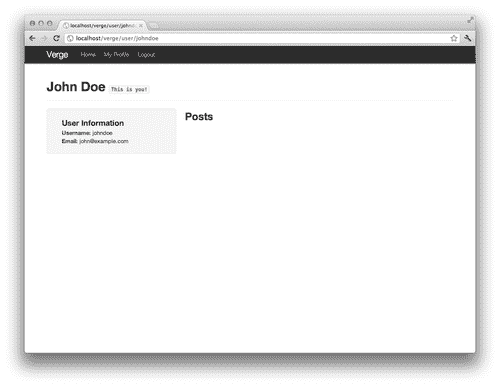 localhost/verge/user/johndo
localhost/verge/user/johndoe
Verge Home My Profile Logout
John Doe This is you!
User Information
Username: johndoe
Email: john@example.com
Posts